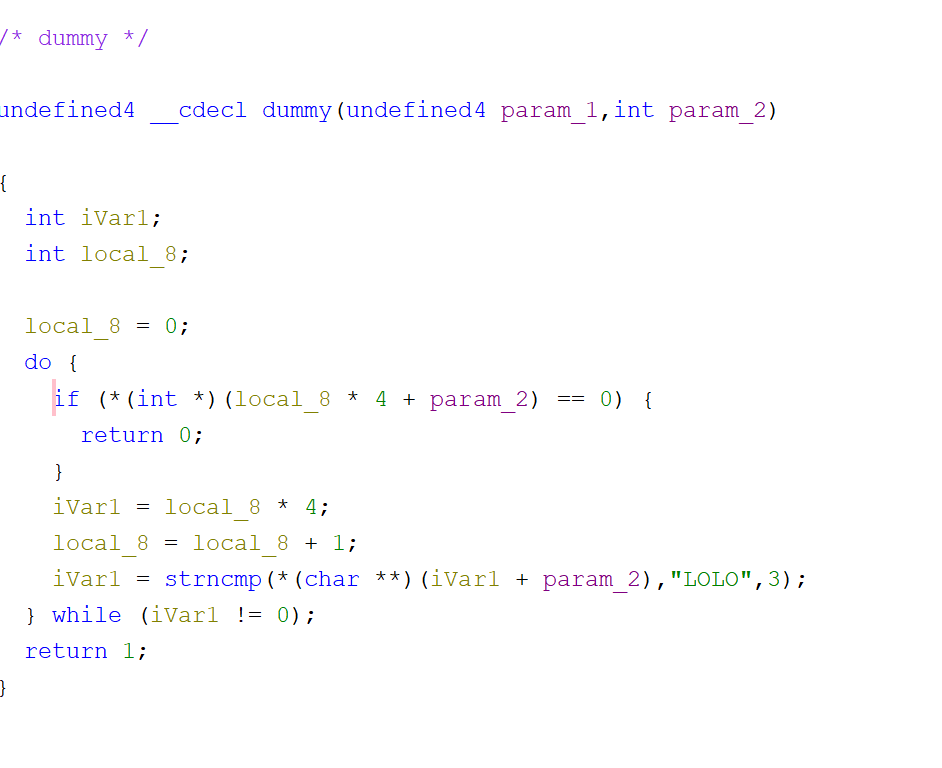 /* dummy */
undefined4 __cdecl dummy(undefined4 param_1,int param_2)
{
int iVar1;
int local_8;
local_8 = 0;
do {
if (*(int *)(local_8 * 4 + param_2) == 0) {
return 0;
}
iVar1 = local_8 * 4;
local_8 = local_8 + 1;
iVar1 = strncmp(*(char **)(iVar1 + param_2),"LOLO",3);
} while (iVar1 != 0);
return 1;
}